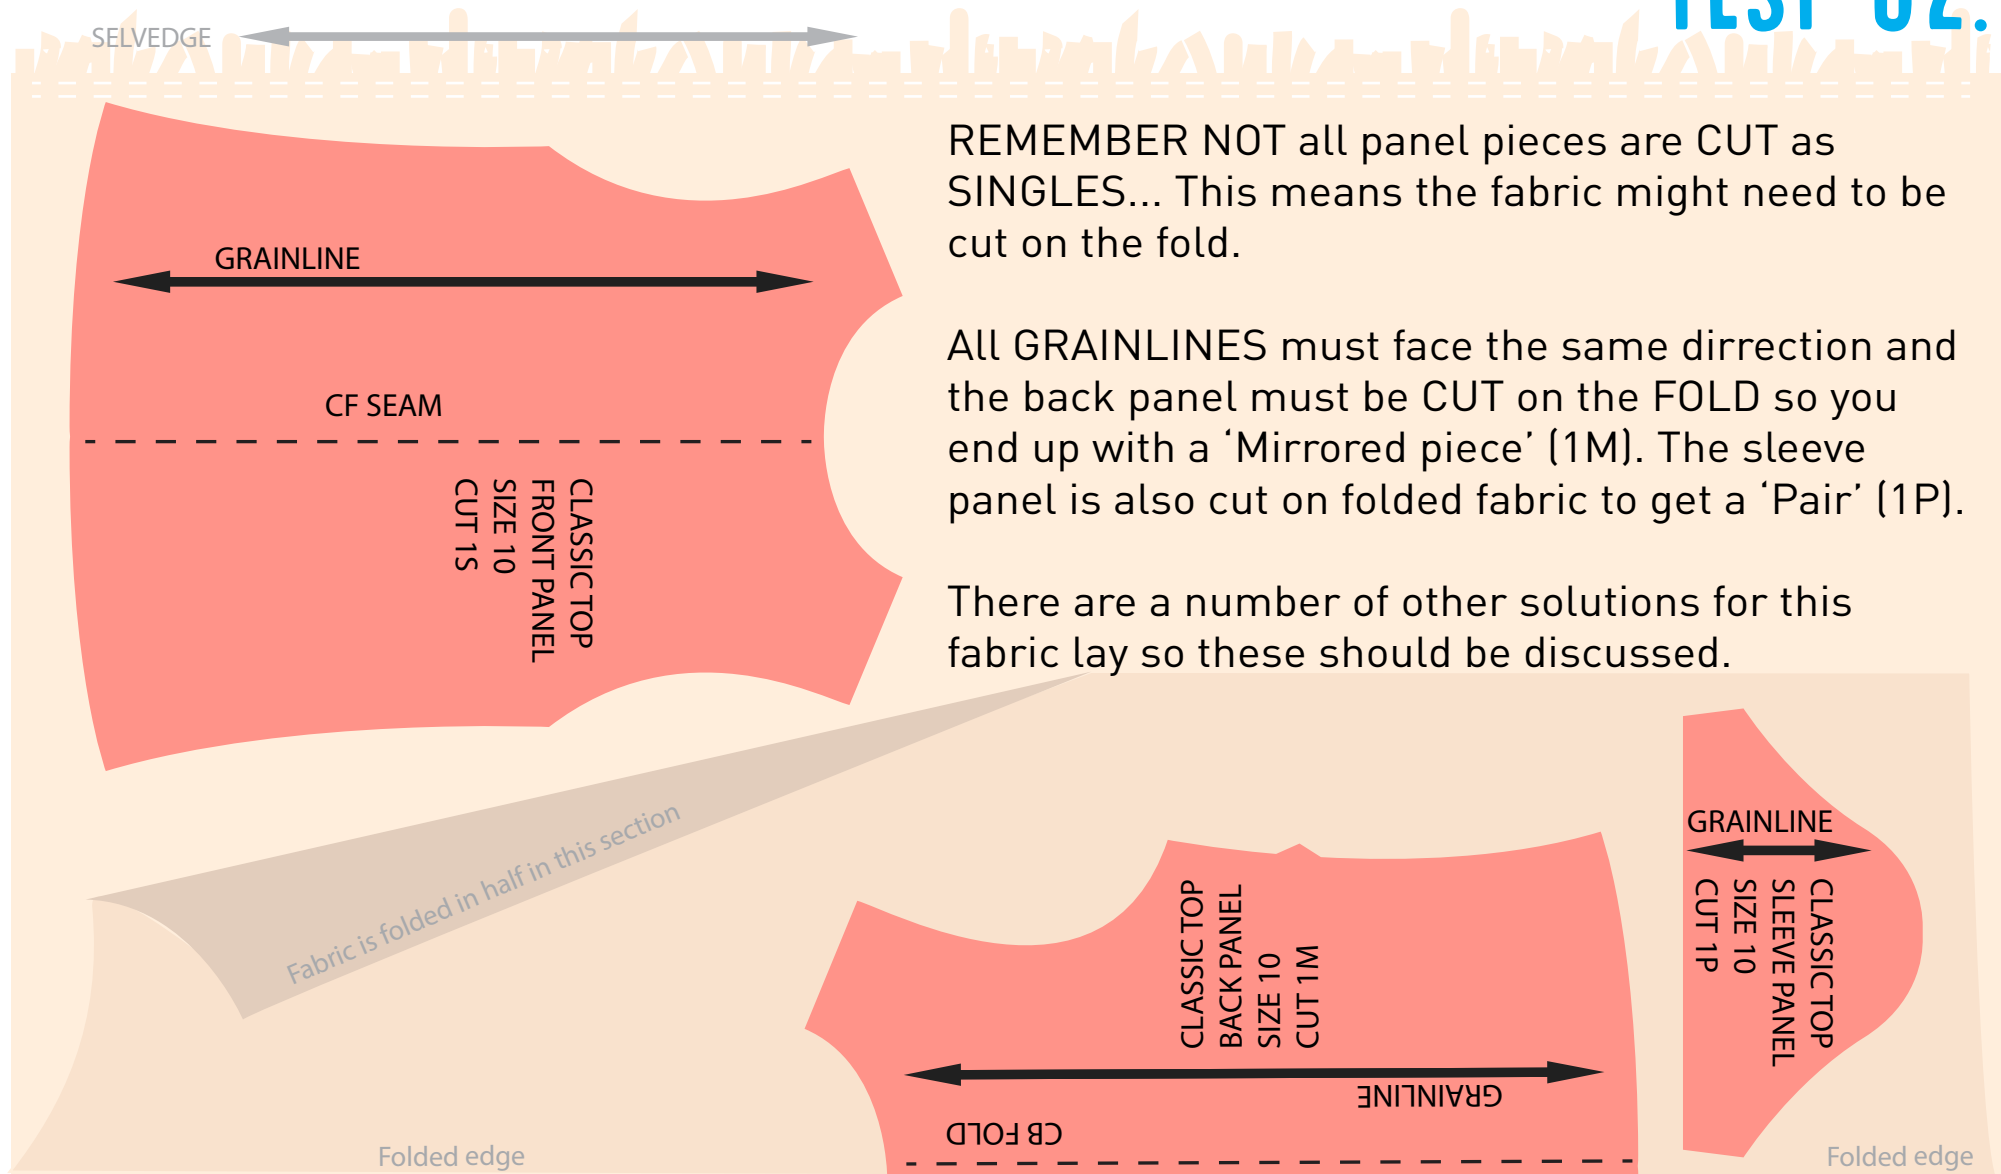 TEST 02.
SELVEDGE
GRAINLINE
CF SEAM
CLASSIC TOP
FRONT PANEL
SIZE 10
CUT 1S
REMEMBER NOT all panel pieces are CUT as
SINGLES... This means the fabric might need to be
cut on the fold.
All GRAINLINES must face the same dirrection and
the back panel must be CUT on the FOLD so you
end up with a ‘Mirrored piece’ (1M). The sleeve
panel is also cut on folded fabric to get a ‘Pair’ (1P).
There are a number of other solutions for this
fabric lay so these should be discussed.
Fabric is folded in half in this section
CLASSIC TOP
BACK PANEL
SIZE 10
CUT 1M
GRAINLINE
CB FOLD
GRAINLINE
CLASSIC TOP
SLEEVE PANEL
SIZE 10
CUT 1P
Folded edge
Folded edge